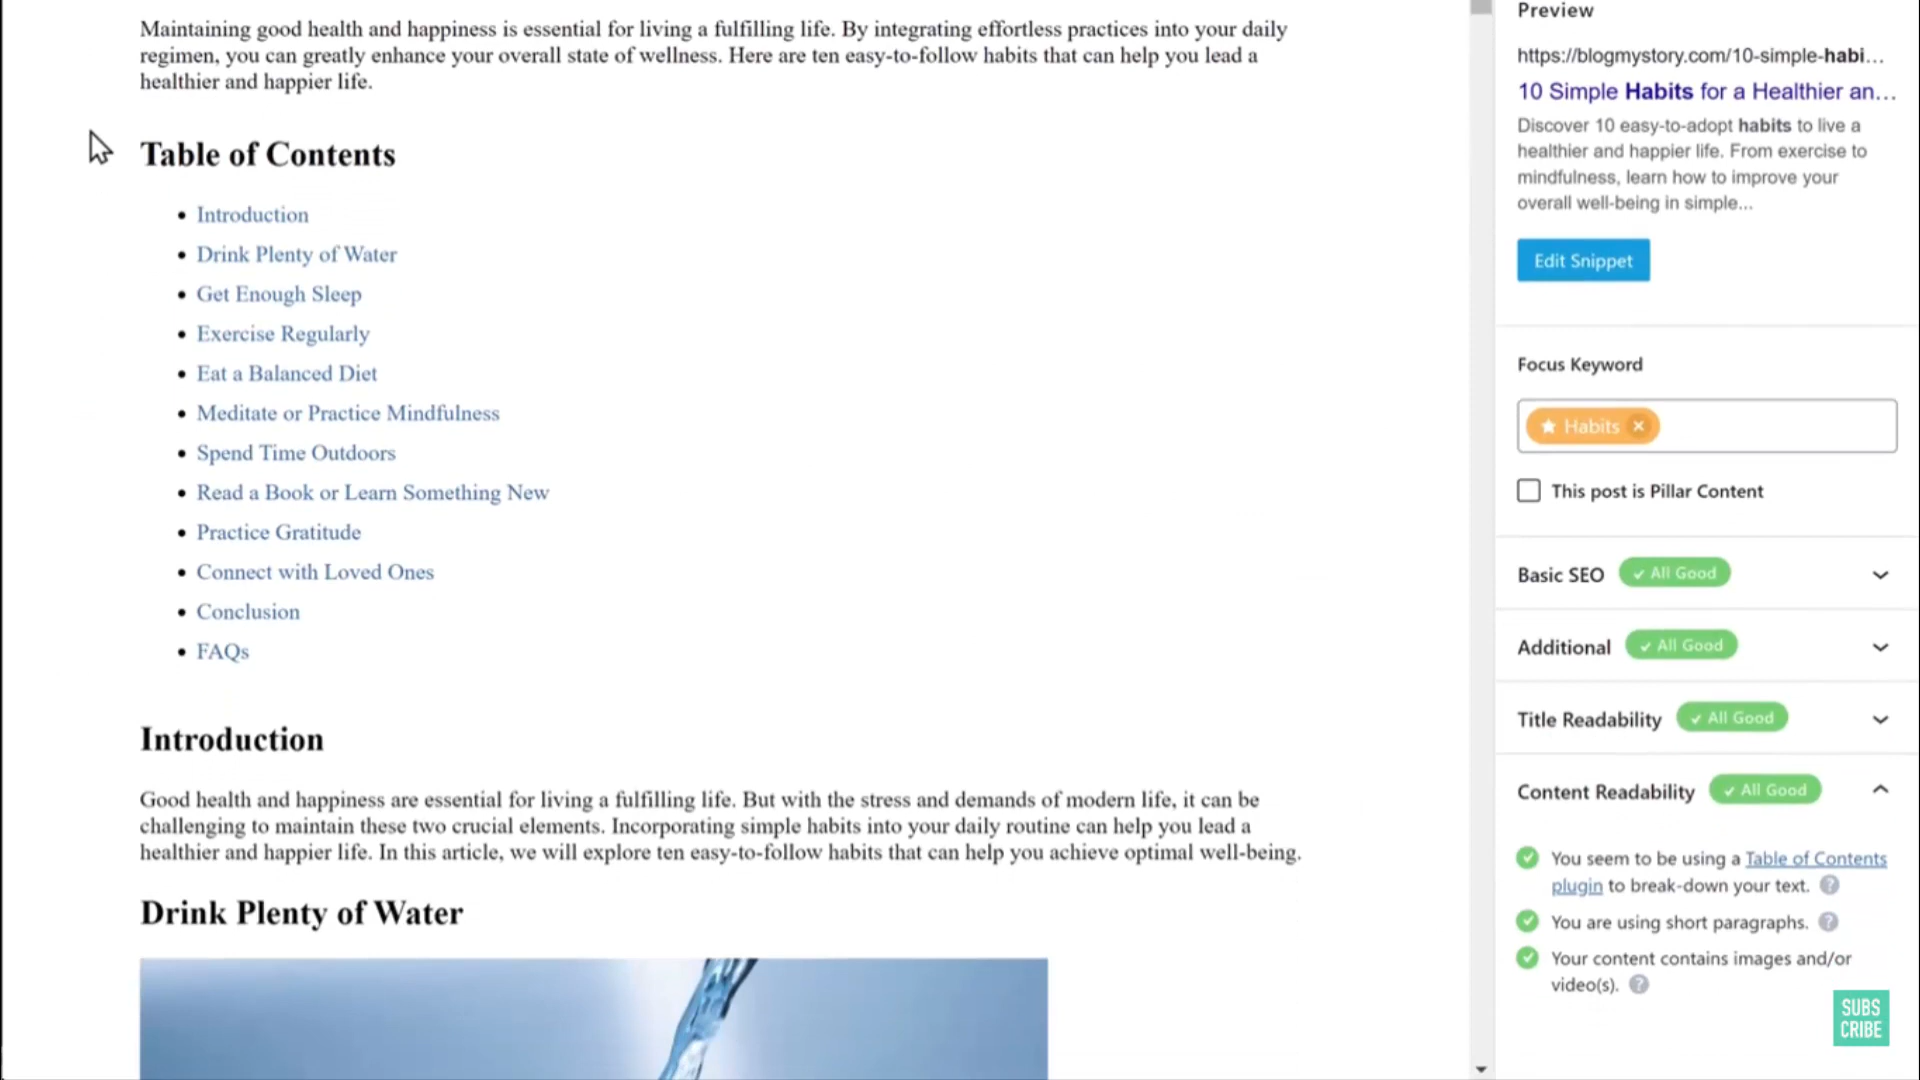 Maintaining good health and happiness is essential for living a fulfilling life. By integrating effortless practices into your daily
regimen, you can greatly enhance your overall state of wellness. Here are ten easy-to-follow habits that can help you lead a
healthier and happier life.
Table of Contents
Introduction
Drink Plenty of Water
Get Enough Sleep
Exercise Regularly
Eat a Balanced Diet
Meditate or Practice Mindfulness
Spend Time Outdoors
Read a Book or Learn Something New
Practice Gratitude
Connect with Loved Ones
Conclusion
FAQs
Introduction
Good health and happiness are essential for living a fulfilling life. But with the stress and demands of modern life, it can be
challenging to maintain these two crucial elements. Incorporating simple habits into your daily routine can help you lead a
healthier and happier life. In this article, we will explore ten easy-to-follow habits that can help you achieve optimal well-being.
Drink Plenty of Water
Preview
https://blogmystory.com/10-simple-habi...
10 Simple Habits for a Healthier an...
Discover 10 easy-to-adopt habits to live a
healthier and happier life. From exercise to
mindfulness, learn how to improve your
overall well-being in simple...
Edit Snippet
Focus Keyword
Habits
This post is Pillar Content
Basic SEO All Good
Additional All Good
Title Readability All Good
Content Readability All Good
You seem to be using a Table of Contents
plugin to break-down your text. ?
You are using short paragraphs. ?
Your content contains images and/or
video(s). ?
SUBS
CRIBE